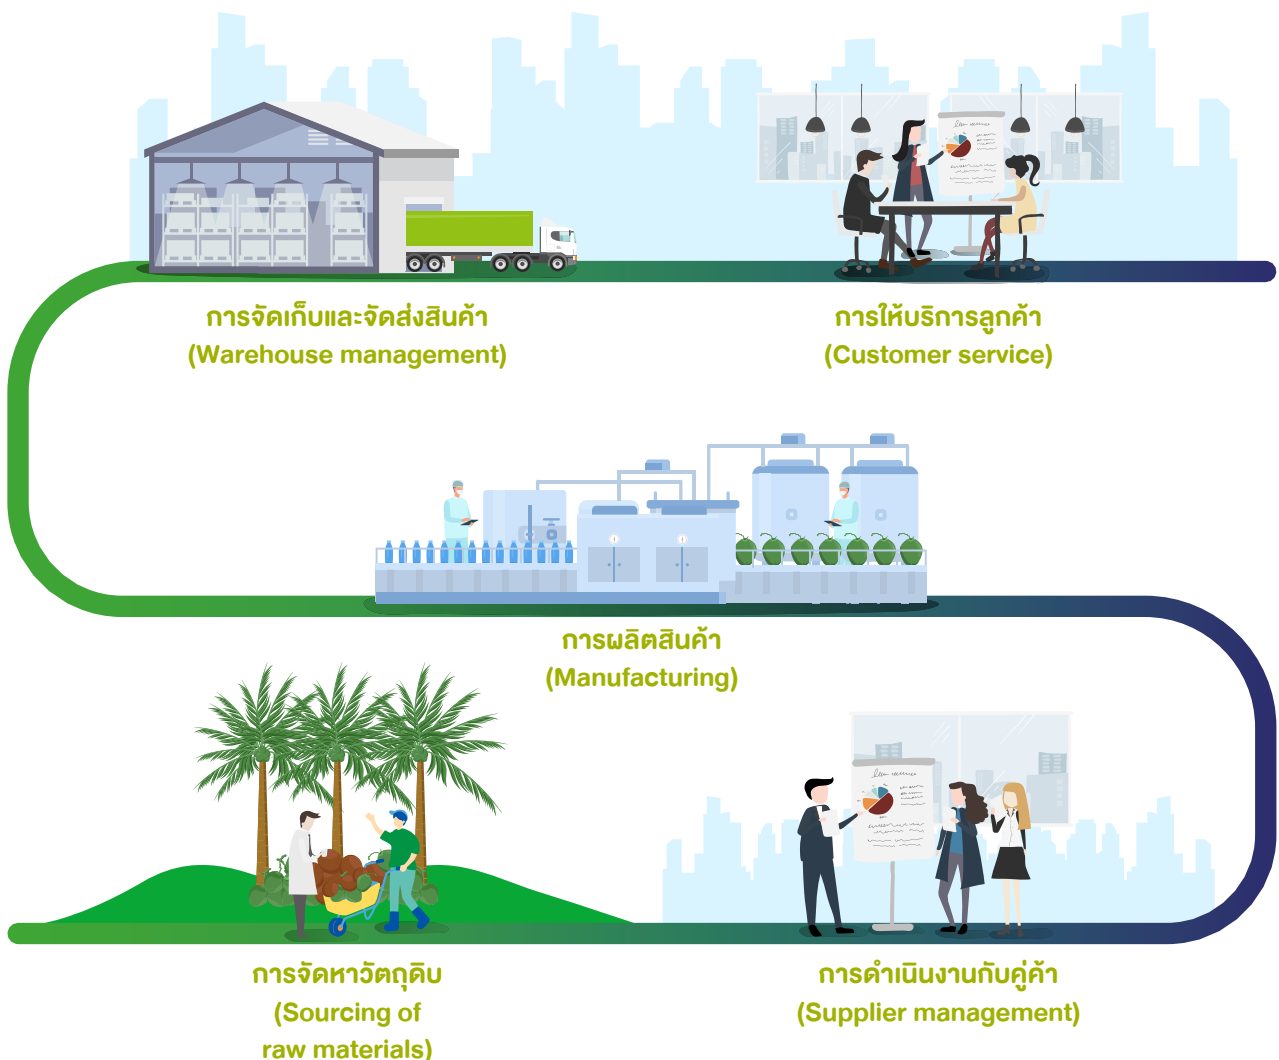 การจัดเก็บและจัดส่งสินค้า
(Warehouse management)
การให้บริการลูกค้า
(Customer service)
การผลิตสินค้า
(Manufacturing)
การจัดหาวัตถุดิบ
(Sourcing of
raw materials)
การดำเนินงานกับคู่ค้า
(Supplier management)